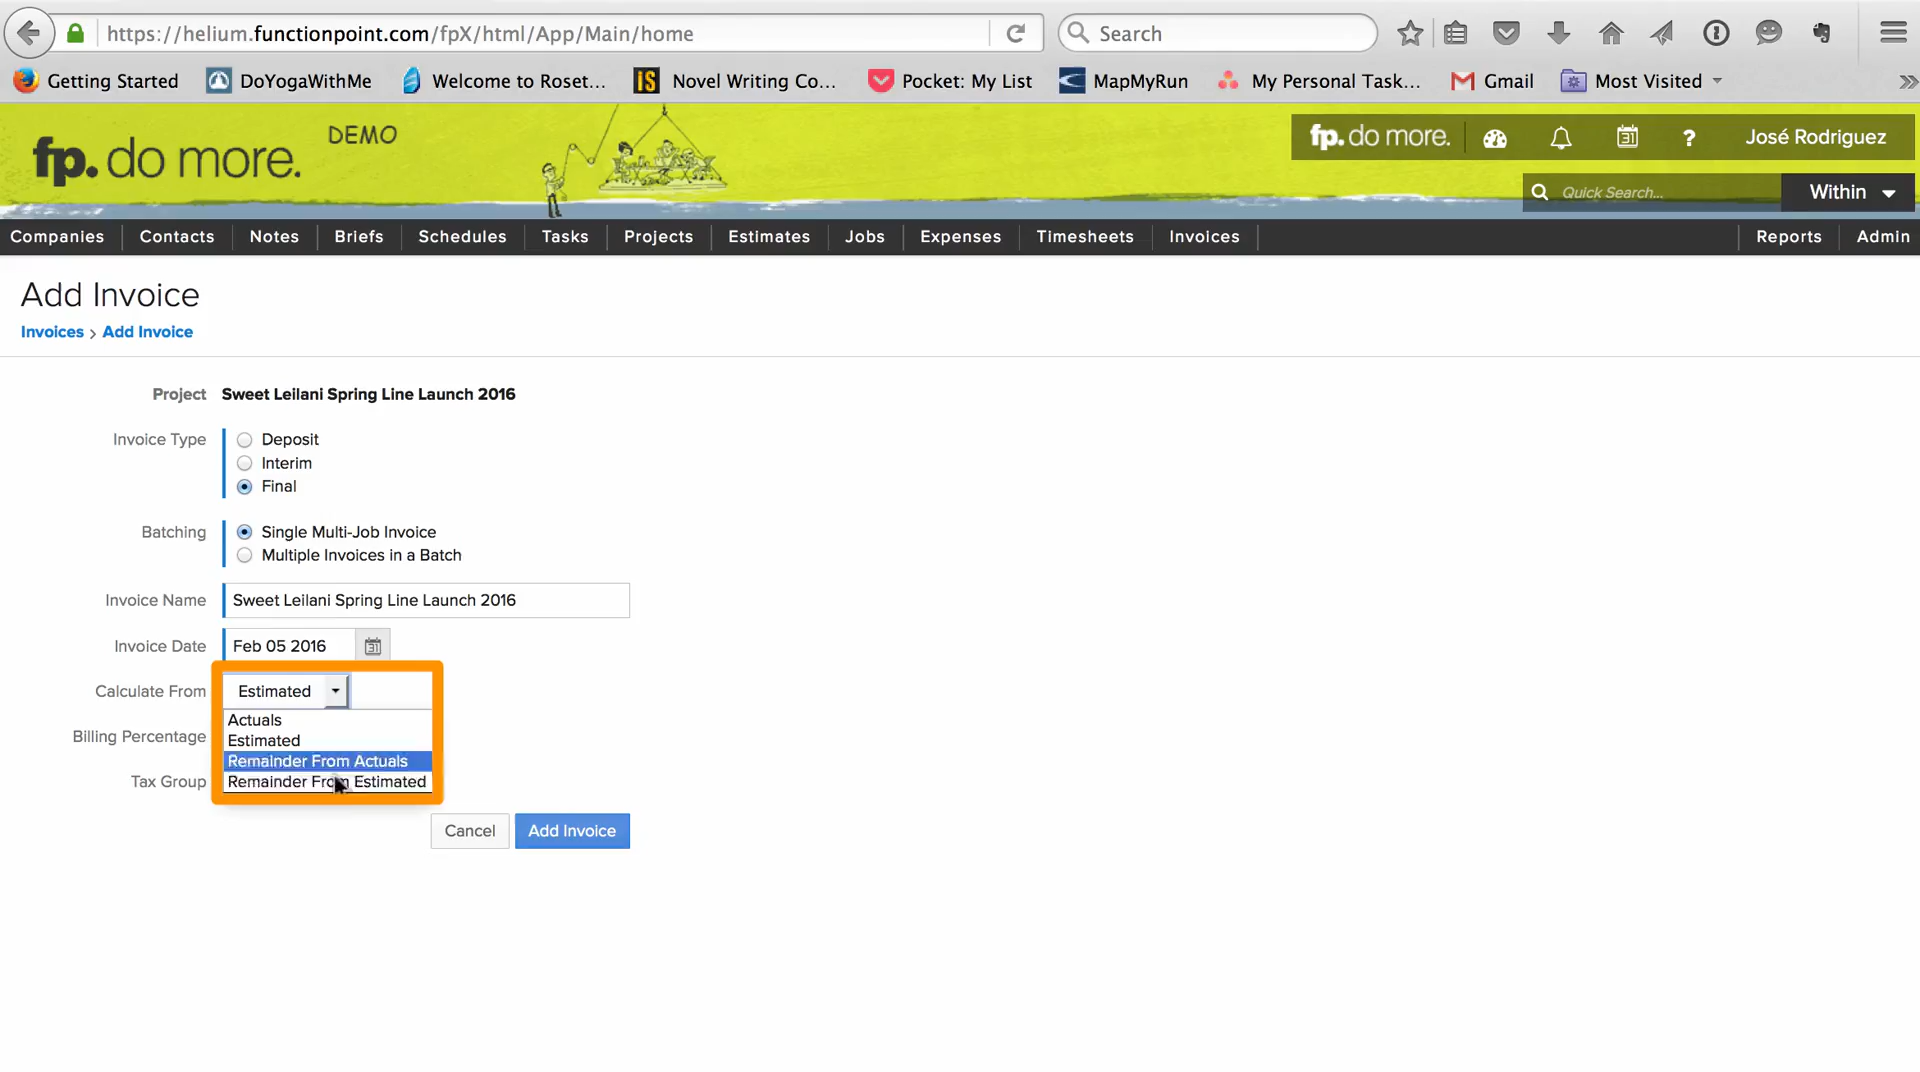 https://helium.functionpoint.com/fpX/html/App/Main/home
Search
Getting Started
DoYogaWithMe
Welcome to Roset...
iS
Novel Writing Co...
Pocket: My List
MapMyRun
My Personal Task...
Gmail
Most Visited
fp. do more.
DEMO
fp. do more.
31
?
José Rodriguez
Quick Search...
Within
Companies
Contacts
Notes
Briefs
Schedules
Tasks
Projects
Estimates
Jobs
Expenses
Timesheets
Invoices
Reports
Admin
Add Invoice
Invoices > Add Invoice
Project
Sweet Leilani Spring Line Launch 2016
Invoice Type
Deposit
Interim
Final
Batching
Single Multi-Job Invoice
Multiple Invoices in a Batch
Invoice Name
Sweet Leilani Spring Line Launch 2016
Invoice Date
Feb 05 2016
31
Calculate From
Estimated
Actuals
Estimated
Billing Percentage
Remainder From Actuals
Tax Group
Remainder From Estimated
Cancel
Add Invoice